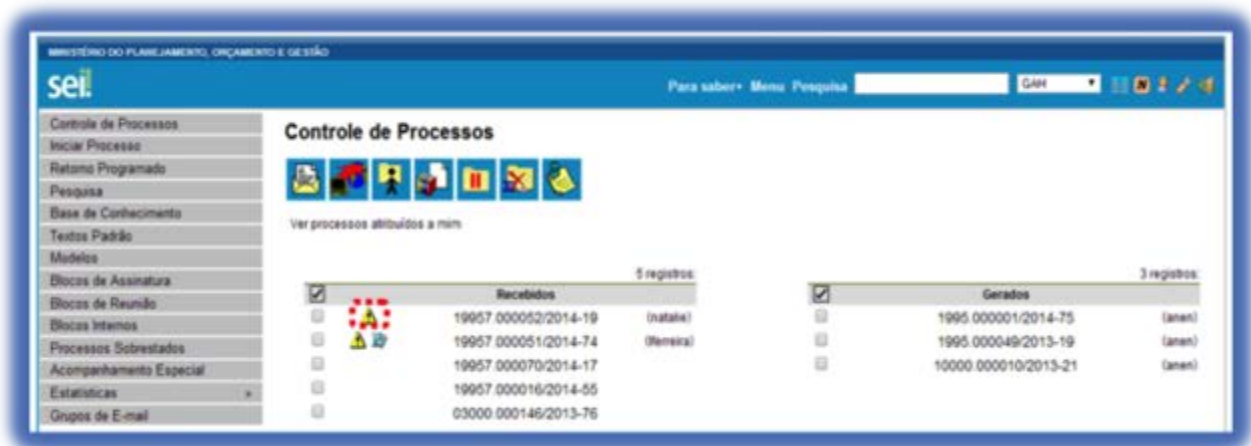 MINISTÉRIO DO PLANEJAMENTO, ORÇAMENTO E GESTÃO
sei!
Para saber+ Menu Pesquisa
GAH
Controle de Processos
Iniciar Processo
Retorno Programado
Pesquisa
Base de Conhecimento
Textos Padrão
Modelos
Blocos de Assinatura
Blocos de Reunião
Blocos Internos
Processos Sobrestados
Acompanhamento Especial
Estatísticas
Grupos de E-mail
Controle de Processos
Ver processos atribuídos a mim
5 registros:
Recebidos
19957.000052/2014-19 (natalie)
19957.000051/2014-74
19957.000070/2014-17
19957.000016/2014-55
03000.000146/2013-76
3 registros:
Gerados
1995.000001/2014-75 (anen)
1995.000049/2013-19 (anen)
10000.000010/2013-21 (anen)